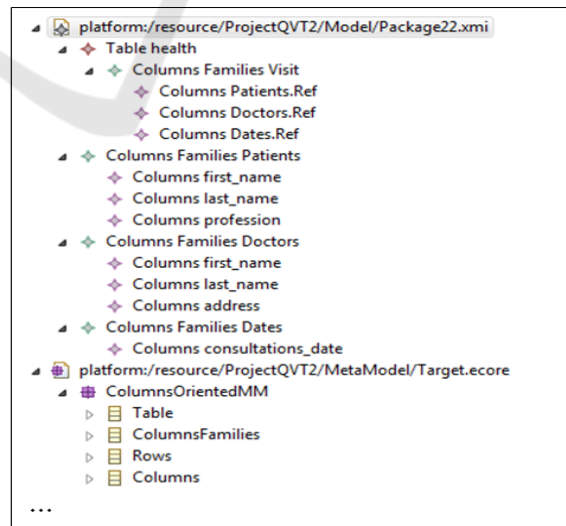 platform:/resource/ProjectQVT2/Model/Package22.xmi
Table health
Columns Families Visit
Columns Patients.Ref
Columns Doctors.Ref
Columns Dates.Ref
Columns Families Patients
Columns first_name
Columns last_name
Columns profession
Columns Families Doctors
Columns first_name
Columns last_name
Columns address
Columns Families Dates
Columns consultations_date
platform:/resource/ProjectQVT2/MetaModel/Target.ecore
ColumnsOrientedMM
Table
ColumnsFamilies
Rows
Columns
...